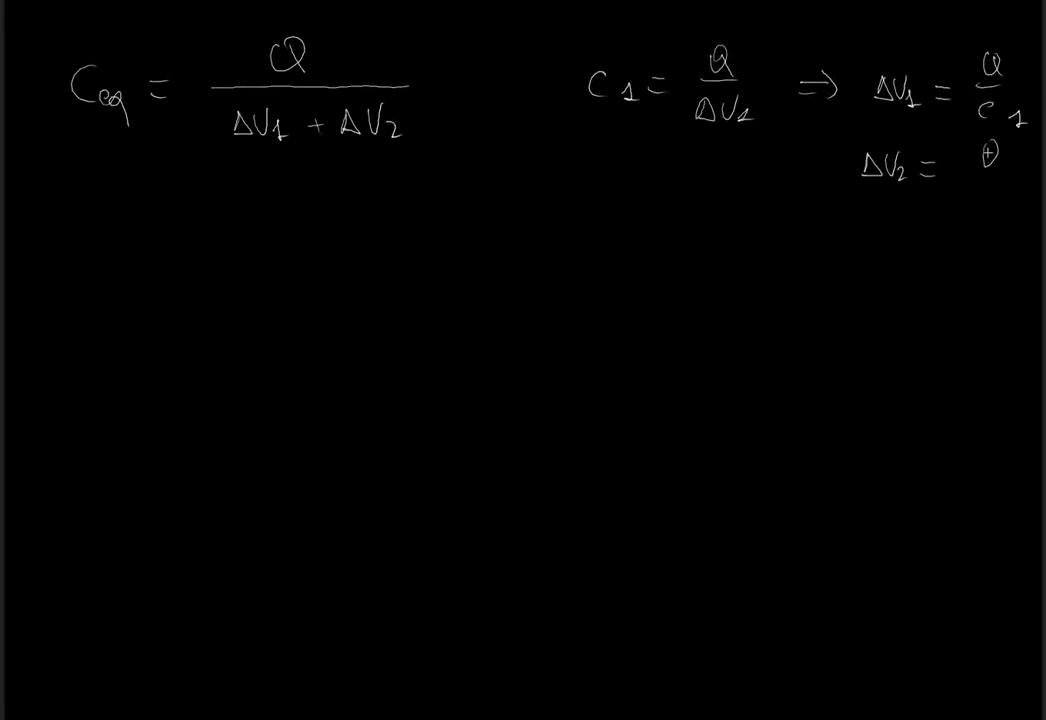 Ceq = Q / (ΔV1 + ΔV2)
C1 = Q / ΔV1 ⇒ ΔV1 = Q / C1
ΔV2 =